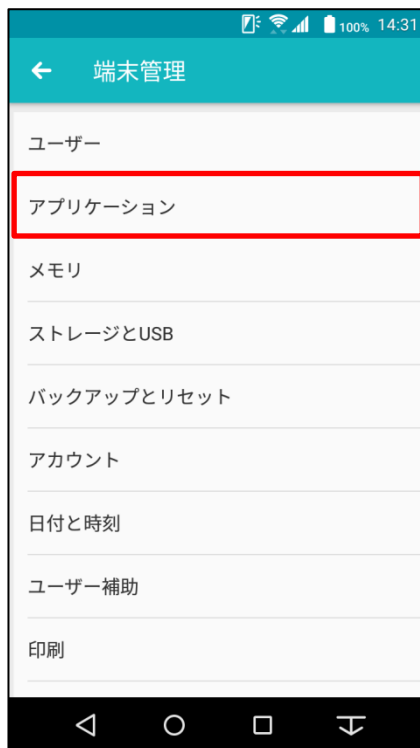 100% 14:31
端末管理
ユーザー
アプリケーション
メモリ
ストレージとUSB
バックアップとリセット
アカウント
日付と時刻
ユーザー補助
印刷